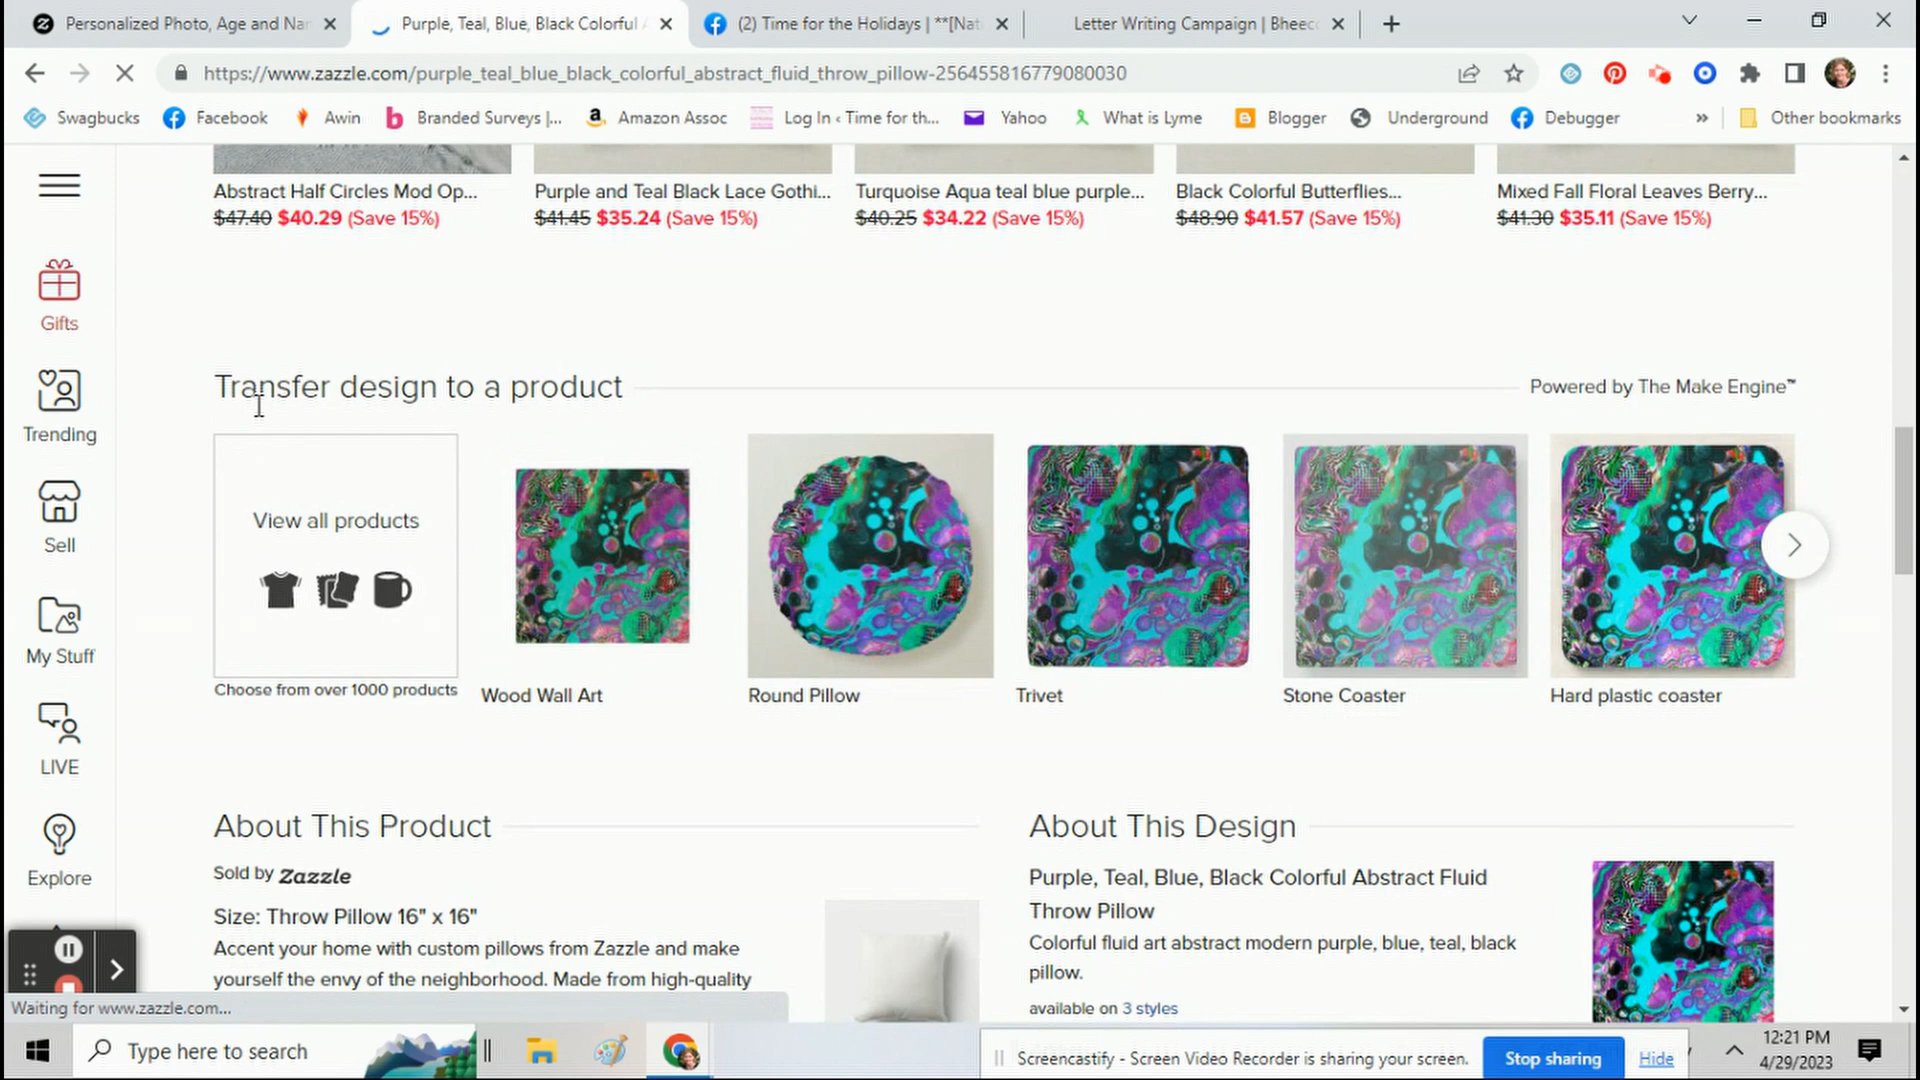 Personalized Photo, Age and Nar
Purple, Teal, Blue, Black Colorful
(2) Time for the Holidays | **[Nat
Letter Writing Campaign | Bheec
https://www.zazzle.com/purple_teal_blue_black_colorful_abstract_fluid_throw_pillow-256455816779080030
Swagbucks Facebook Awin Branded Surveys |... Amazon Assoc Log In ‹ Time for th... Yahoo What is Lyme Blogger Underground Debugger » Other bookmarks
Abstract Half Circles Mod Op... Purple and Teal Black Lace Gothi... Turquoise Aqua teal blue purple... Black Colorful Butterflies... Mixed Fall Floral Leaves Berry...
$47.40 $40.29 (Save 15%) $41.45 $35.24 (Save 15%) $40.25 $34.22 (Save 15%) $48.90 $41.57 (Save 15%) $41.30 $35.11 (Save 15%)
Gifts
Trending
Sell
My Stuff
LIVE
Explore
Transfer design to a product
Powered by The Make Engine™
View all products
Choose from over 1000 products
Wood Wall Art
Round Pillow
Trivet
Stone Coaster
Hard plastic coaster
About This Product
Sold by Zazzle
Size: Throw Pillow 16" x 16"
Accent your home with custom pillows from Zazzle and make
yourself the envy of the neighborhood. Made from high-quality
About This Design
Purple, Teal, Blue, Black Colorful Abstract Fluid
Throw Pillow
Colorful fluid art abstract modern purple, blue, teal, black
pillow.
available on 3 styles
Waiting for www.zazzle.com...
Type here to search
Screencastify - Screen Video Recorder is sharing your screen.
Stop sharing
Hide
12:21 PM
4/29/2023